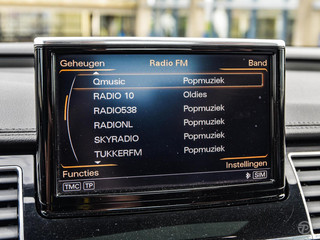 Geheugen Radio FM Band
Qmusic Popmuziek
RADIO 10 Oldies
RADIO538 Popmuziek
RADIONL Popmuziek
SKYRADIO Popmuziek
TUKKERFM Popmuziek
Functies Instellingen
TMC TP SIM